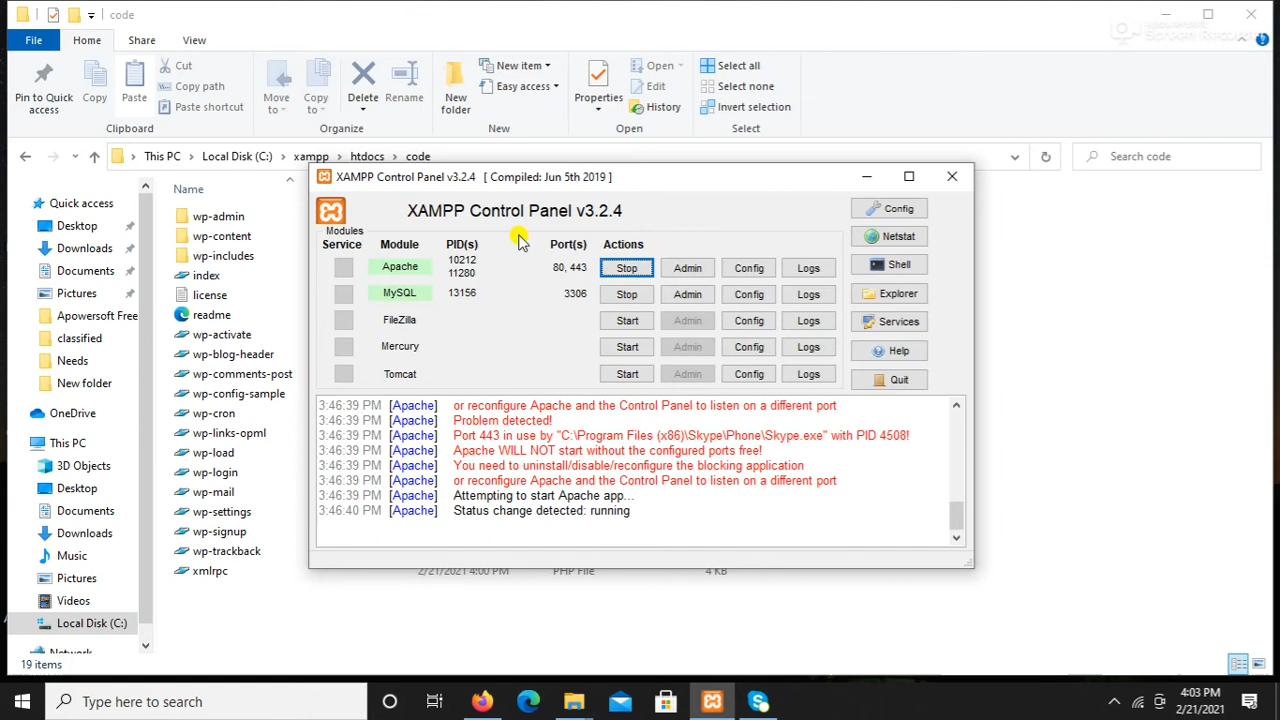 code
File Home Share View
Pin to Quick access
Copy
Paste
Cut
Copy path
Paste shortcut
Clipboard
Move to
Copy to
Delete
Rename
Organize
New folder
New item
Easy access
New
Properties
Open
Edit
History
Open
Select all
Select none
Invert selection
Select
This PC › Local Disk (C:) › xampp › htdocs › code
Search code
Quick access
Desktop
Downloads
Documents
Pictures
Apowersoft Free
classified
Needs
New folder
OneDrive
This PC
3D Objects
Desktop
Documents
Downloads
Music
Pictures
Videos
Local Disk (C:)
Network
Name
wp-admin
wp-content
wp-includes
index
license
readme
wp-activate
wp-blog-header
wp-comments-post
wp-config-sample
wp-cron
wp-links-opml
wp-load
wp-login
wp-mail
wp-settings
wp-signup
wp-trackback
xmlrpc 2/21/2021 4:00 PM PHP File 4 KB
19 items
XAMPP Control Panel v3.2.4 [ Compiled: Jun 5th 2019 ]
XAMPP Control Panel v3.2.4
Modules
Service Module PID(s) Port(s) Actions
Apache 10212 11280 80, 443 Stop Admin Config Logs
MySQL 13156 3306 Stop Admin Config Logs
FileZilla Start Admin Config Logs
Mercury Start Admin Config Logs
Tomcat Start Admin Config Logs
Config
Netstat
Shell
Explorer
Services
Help
Quit
3:46:39 PM [Apache] or reconfigure Apache and the Control Panel to listen on a different port
3:46:39 PM [Apache] Problem detected!
3:46:39 PM [Apache] Port 443 in use by "C:\Program Files (x86)\Skype\Phone\Skype.exe" with PID 4508!
3:46:39 PM [Apache] Apache WILL NOT start without the configured ports free!
3:46:39 PM [Apache] You need to uninstall/disable/reconfigure the blocking application
3:46:39 PM [Apache] or reconfigure Apache and the Control Panel to listen on a different port
3:46:39 PM [Apache] Attempting to start Apache app...
3:46:40 PM [Apache] Status change detected: running
Type here to search
4:03 PM
2/21/2021